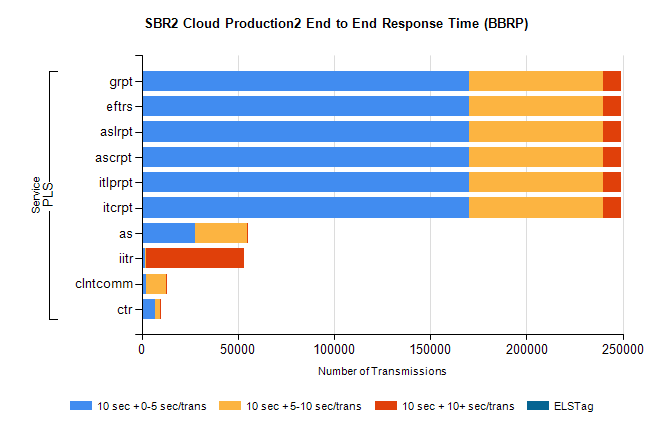 SBR2 Cloud Production2 End to End Response Time (BBRP)
grpt
eftrs
aslrpt
ascrpt
itlprpt
itcrpt
as
iitr
clntcomm
ctr
Service
PLS
0 50000 100000 150000 200000 250000
Number of Transmissions
10 sec +0-5 sec/trans 10 sec +5-10 sec/trans 10 sec + 10+ sec/trans ELSTag